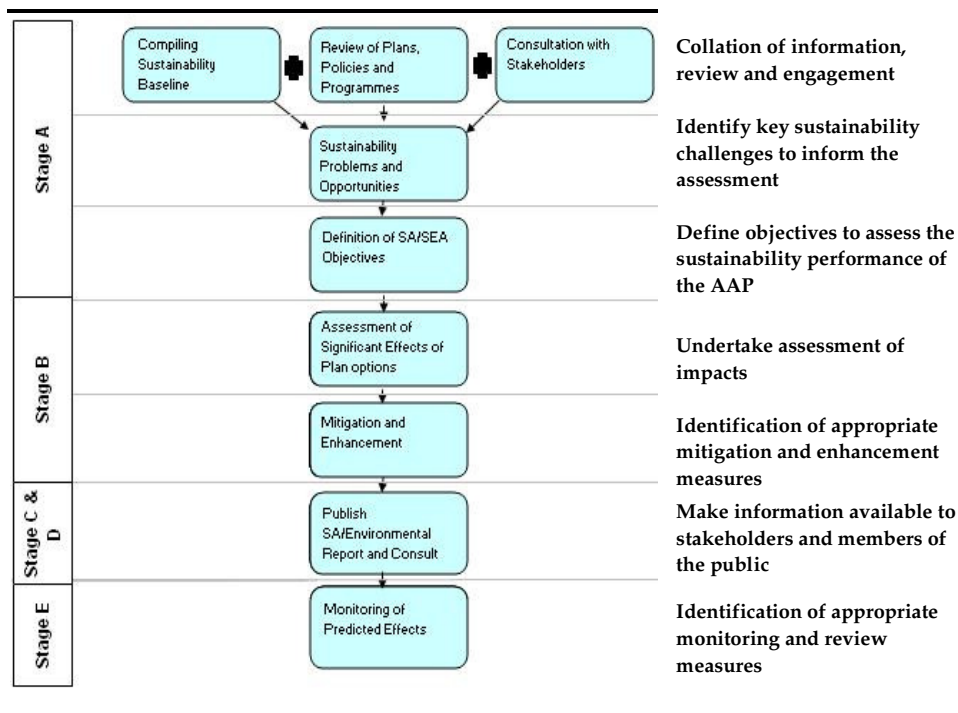 Compiling
Sustainability
Baseline
Review of Plans,
Policies and
Programmes
Consultation with
Stakeholders
Collation of information,
review and engagement
Stage A
Sustainability
Problems and
Opportunities
Identify key sustainability
challenges to inform the
assessment
Definition of SA/SEA
Objectives
Define objectives to assess the
sustainability performance of
the AAP
Stage B
Assessment of
Significant Effects of
Plan options
Undertake assessment of
impacts
Mitigation and
Enhancement
Identification of appropriate
mitigation and enhancement
measures
Stage C &
D
Publish
SA/Environmental
Report and Consult
Make information available to
stakeholders and members of
the public
Stage E
Monitoring of
Predicted Effects
Identification of appropriate
monitoring and review
measures